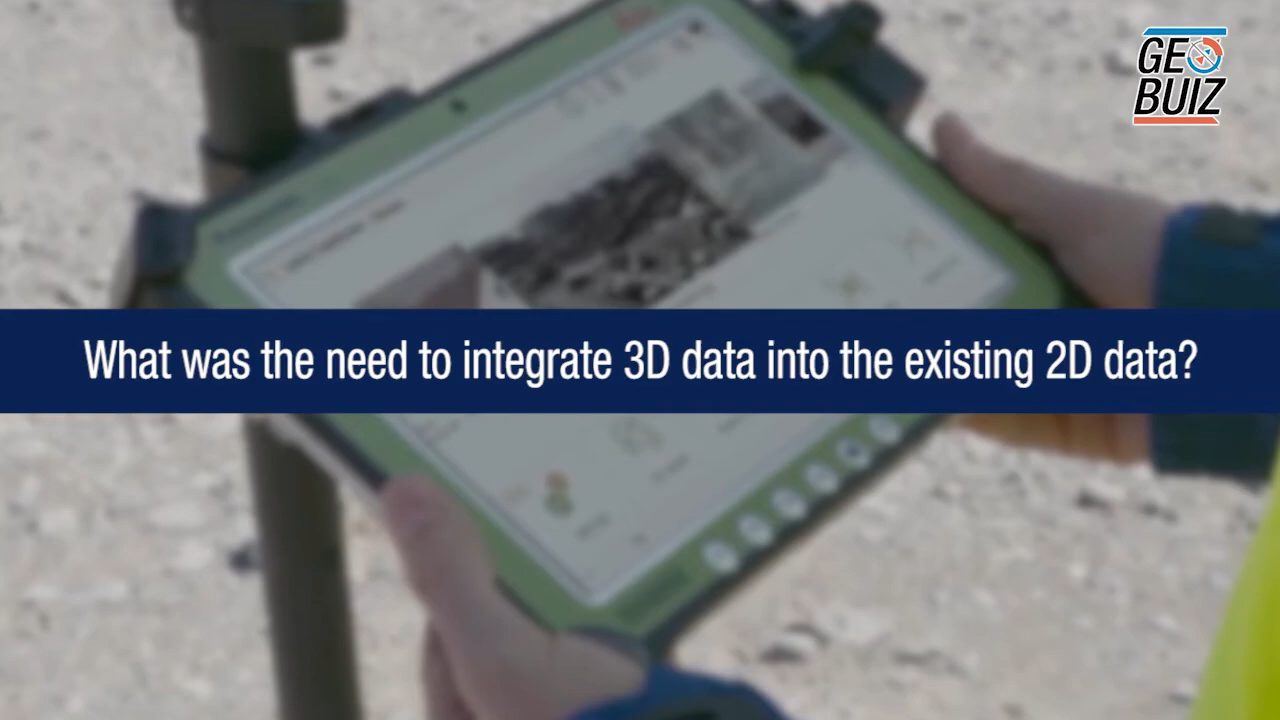 GEO
BUIZ
What was the need to integrate 3D data into the existing 2D data?